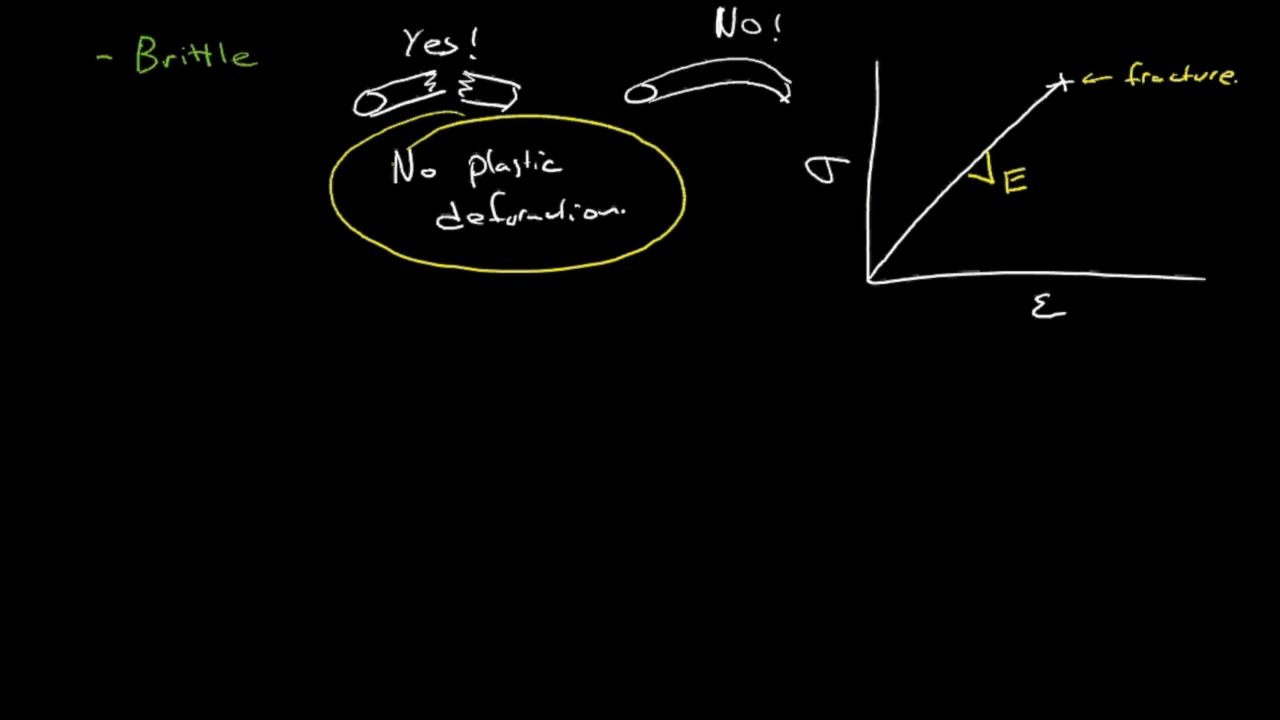 - Brittle
Yes!
No!
No plastic
deformation.
σ
E
← fracture.
ε